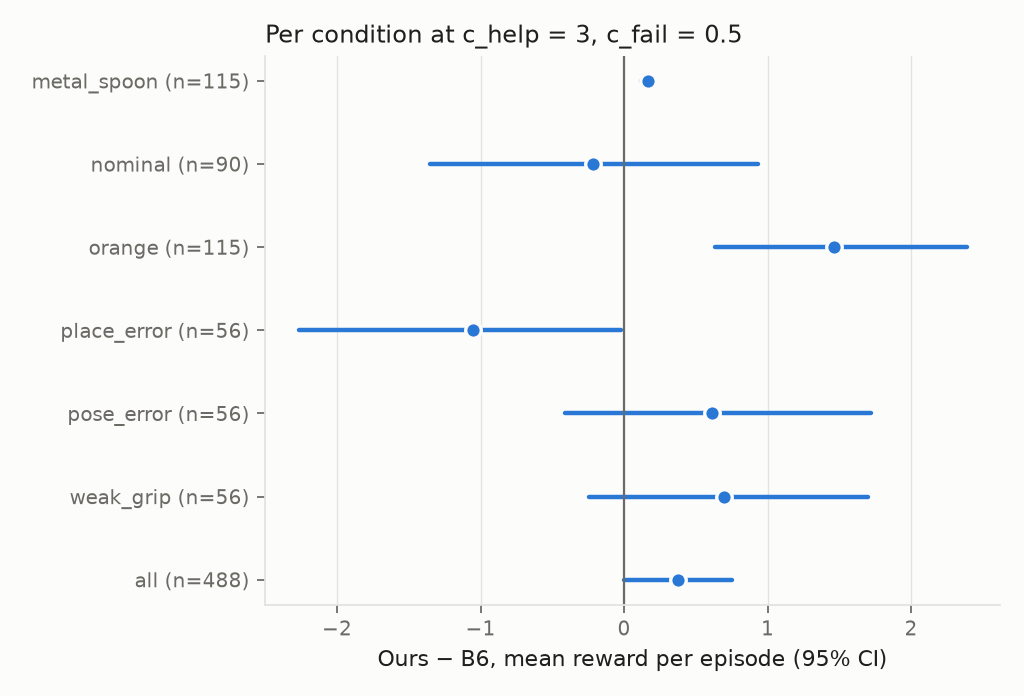 Per condition at c_help = 3, c_fail = 0.5
metal_spoon (n=115)
nominal (n=90)
orange (n=115)
place_error (n=56)
pose_error (n=56)
weak_grip (n=56)
all (n=488)
−2 −1 0 1 2
Ours − B6, mean reward per episode (95% CI)